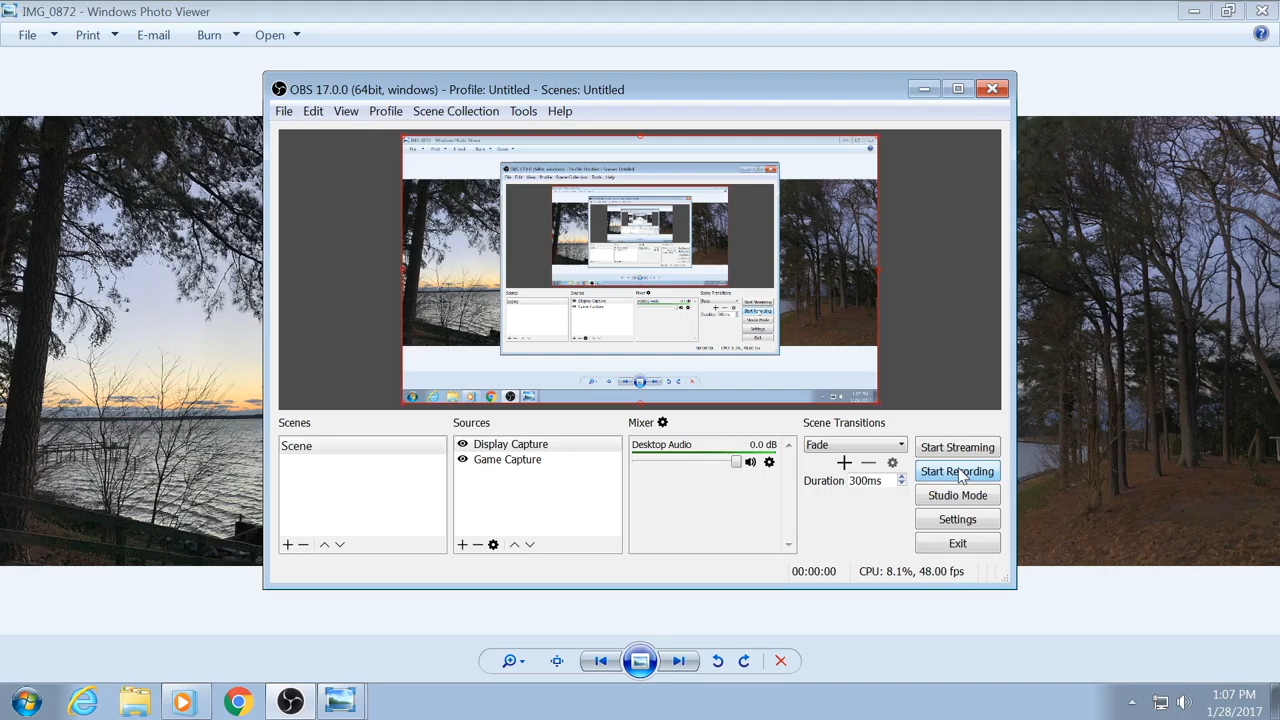 IMG_0872 - Windows Photo Viewer
File Print E-mail Burn Open
OBS 17.0.0 (64bit, windows) - Profile: Untitled - Scenes: Untitled
File Edit View Profile Scene Collection Tools Help
Scenes
Scene
Sources
Display Capture
Game Capture
Mixer
Desktop Audio 0.0 dB
Scene Transitions
Fade
Duration 300ms
Start Streaming
Start Recording
Studio Mode
Settings
Exit
00:00:00 CPU: 8.1%, 48.00 fps
1:07 PM
1/28/2017